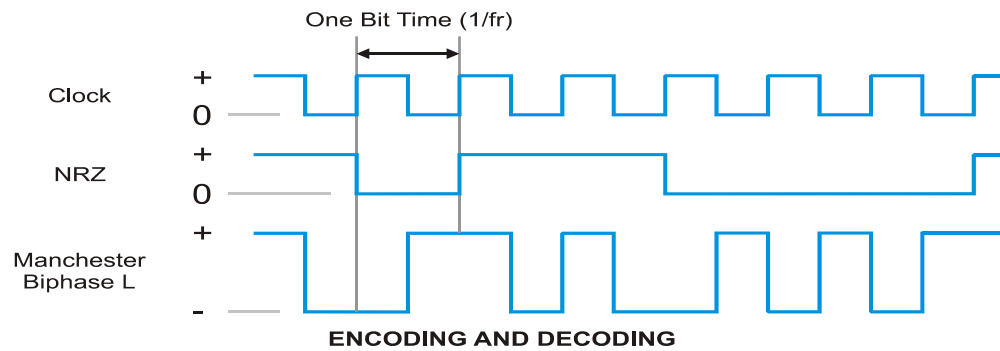 One Bit Time (1/fr)
+
Clock
0
+
NRZ
0
+
Manchester
Biphase L
-
ENCODING AND DECODING